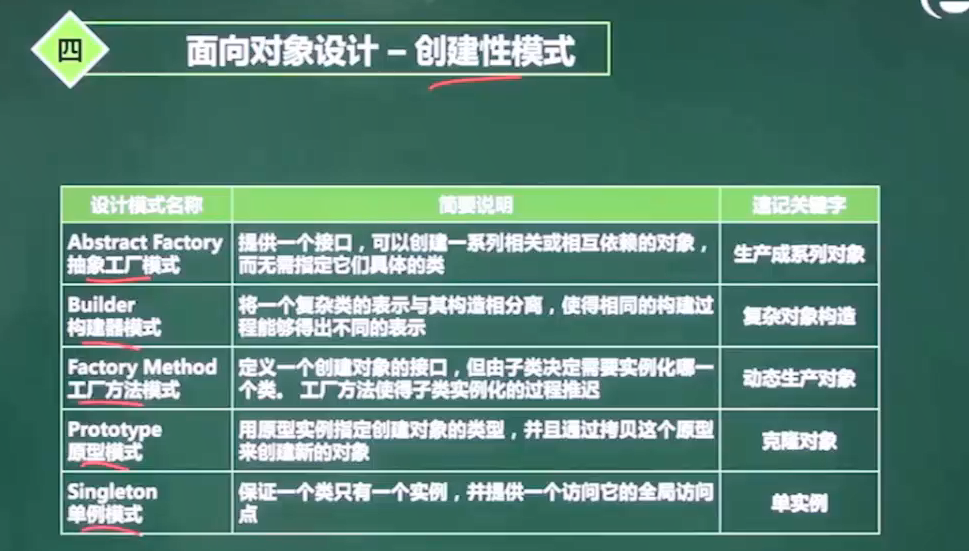 四
面向对象设计 – 创建性模式
设计模式名称 简要说明 速记关键字
Abstract Factory
抽象工厂模式
提供一个接口，可以创建一系列相关或相互依赖的对象，
而无需指定它们具体的类
生产成系列对象
Builder
构建器模式
将一个复杂类的表示与其构造相分离，使得相同的构建过
程能够得出不同的表示
复杂对象构造
Factory Method
工厂方法模式
定义一个创建对象的接口，但由子类决定需要实例化哪一
个类。 工厂方法使得子类实例化的过程推迟
动态生产对象
Prototype
原型模式
用原型实例指定创建对象的类型，并且通过拷贝这个原型
来创建新的对象
克隆对象
Singleton
单例模式
保证一个类只有一个实例，并提供一个访问它的全局访问
点
单实例